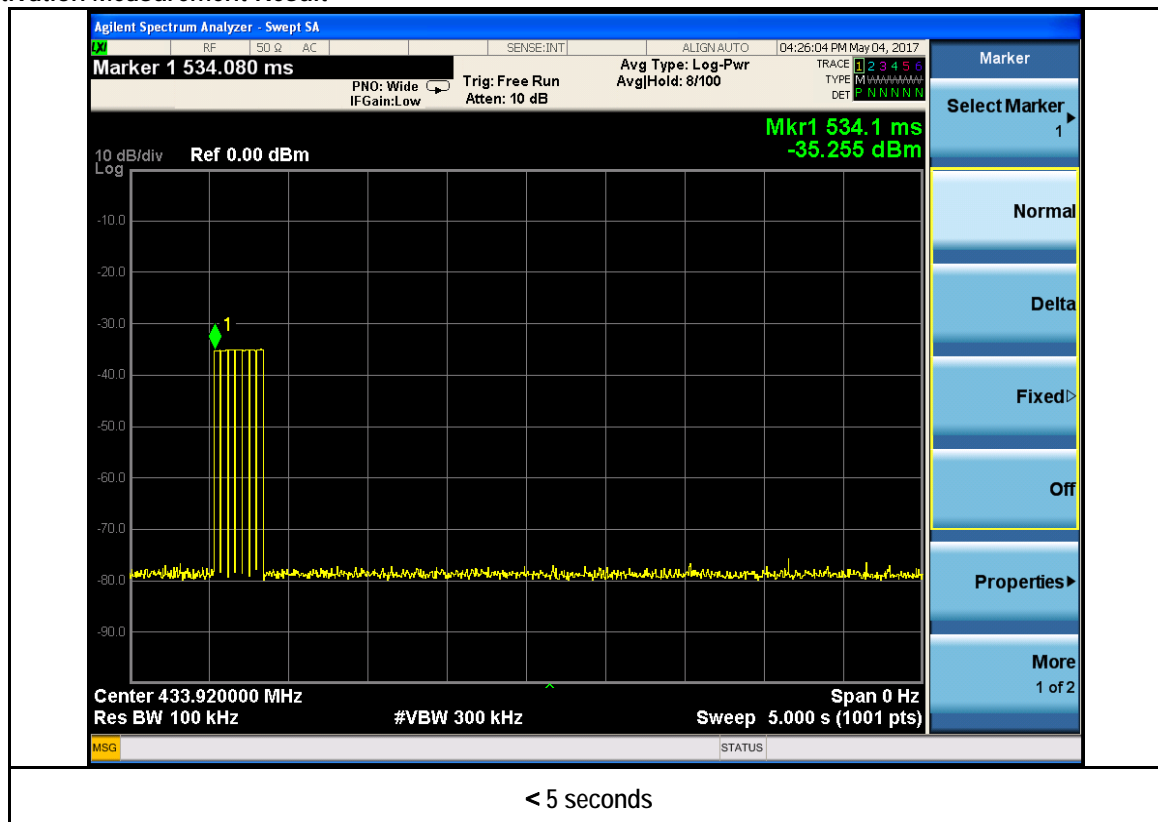 Agilent Spectrum Analyzer - Swept SA
LXI RF 50 Ω AC SENSE:INT ALIGN AUTO 04:26:04 PM May 04, 2017
Marker 1 534.080 ms
PNO: Wide
IFGain:Low
Trig: Free Run
Atten: 10 dB
Avg Type: Log-Pwr
Avg|Hold: 8/100
TRACE 1 2 3 4 5 6
TYPE M
DET P N N N N N
Mkr1 534.1 ms
-35.255 dBm
10 dB/div Ref 0.00 dBm
Log
-10.0
-20.0
-30.0
1
-40.0
-50.0
-60.0
-70.0
-80.0
-90.0
Center 433.920000 MHz Span 0 Hz
Res BW 100 kHz #VBW 300 kHz Sweep 5.000 s (1001 pts)
MSG STATUS
Marker
Select Marker
1
Normal
Delta
Fixed
Off
Properties
More
1 of 2
< 5 seconds